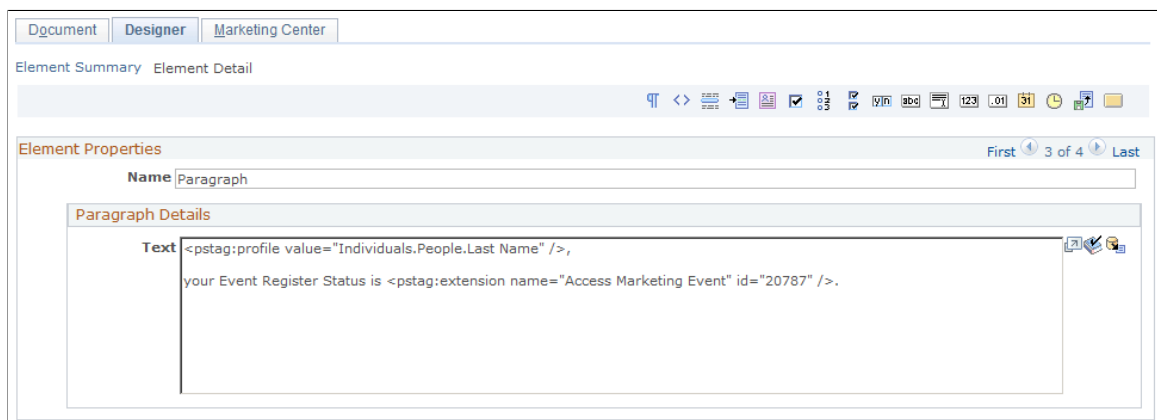 Document Designer Marketing Center
Element Summary Element Detail
Element Properties First 3 of 4 Last
Name Paragraph
Paragraph Details
Text <pstag:profile value="Individuals.People.Last Name" />,
your Event Register Status is <pstag:extension name="Access Marketing Event" id="20787" />.